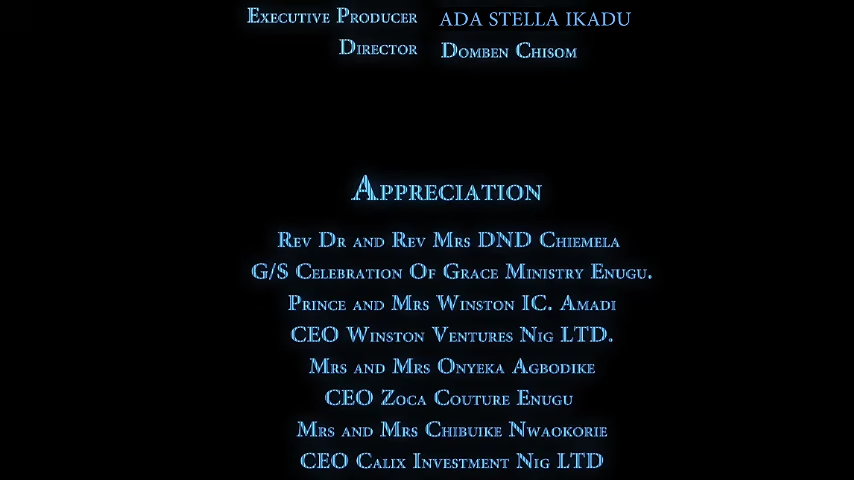 Executive Producer ADA STELLA IKADU
Director Domben Chisom
Appreciation
Rev Dr and Rev Mrs DND Chiemela
G/S Celebration Of Grace Ministry Enugu.
Prince and Mrs Winston IC. Amadi
CEO Winston Ventures Nig LTD.
Mrs and Mrs Onyeka Agbodike
CEO Zoca Couture Enugu
Mrs and Mrs Chibuike Nwaokorie
CEO Calix Investment Nig LTD